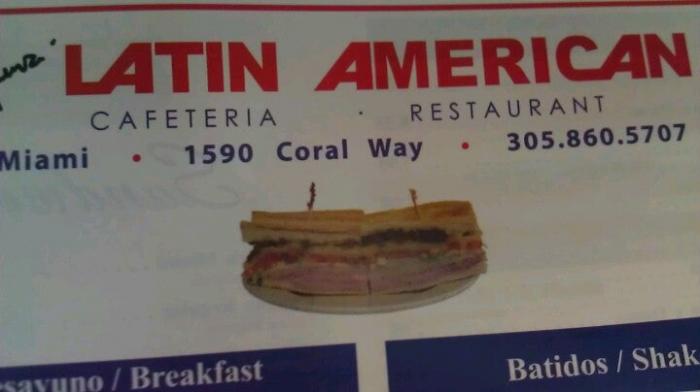 LATIN AMERICAN
CAFETERIA · RESTAURANT
Miami • 1590 Coral Way • 305.860.5707
sayuno / Breakfast
Batidos / Shak